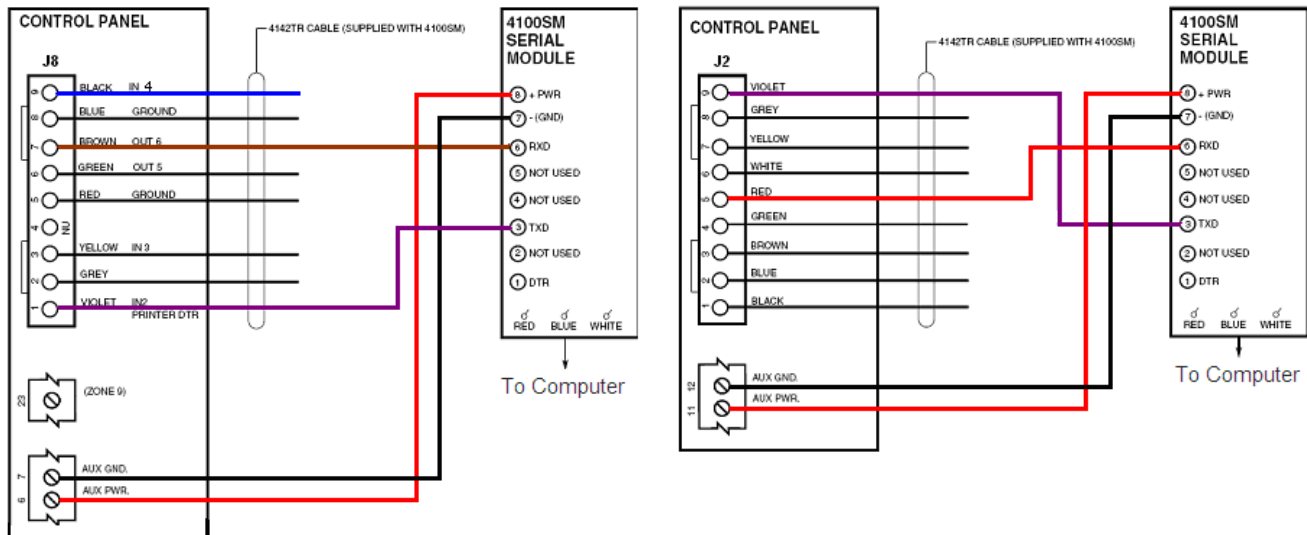 CONTROL PANEL
J8
4142TR CABLE (SUPPLIED WITH 4100SM)
4100SM
SERIAL
MODULE
9 BLACK IN 4
8 BLUE GROUND
7 BROWN OUT 6
6 GREEN OUT 5
5 RED GROUND
4 NU
3 YELLOW IN 3
2 GREY
1 VIOLET IN2
PRINTER DTR
8 + PWR
7 - (GND)
6 RXD
5 NOT USED
4 NOT USED
3 TXD
2 NOT USED
1 DTR
RED BLUE WHITE
To Computer
23 (ZONE 9)
7 AUX GND.
6 AUX PWR.
CONTROL PANEL
J2
4142TR CABLE (SUPPLIED WITH 4100SM)
4100SM
SERIAL
MODULE
9 VIOLET
8 GREY
7 YELLOW
6 WHITE
5 RED
4 GREEN
3 BROWN
2 BLUE
1 BLACK
8 + PWR
7 - (GND)
6 RXD
5 NOT USED
4 NOT USED
3 TXD
2 NOT USED
1 DTR
RED BLUE WHITE
To Computer
12 AUX GND.
11 AUX PWR.